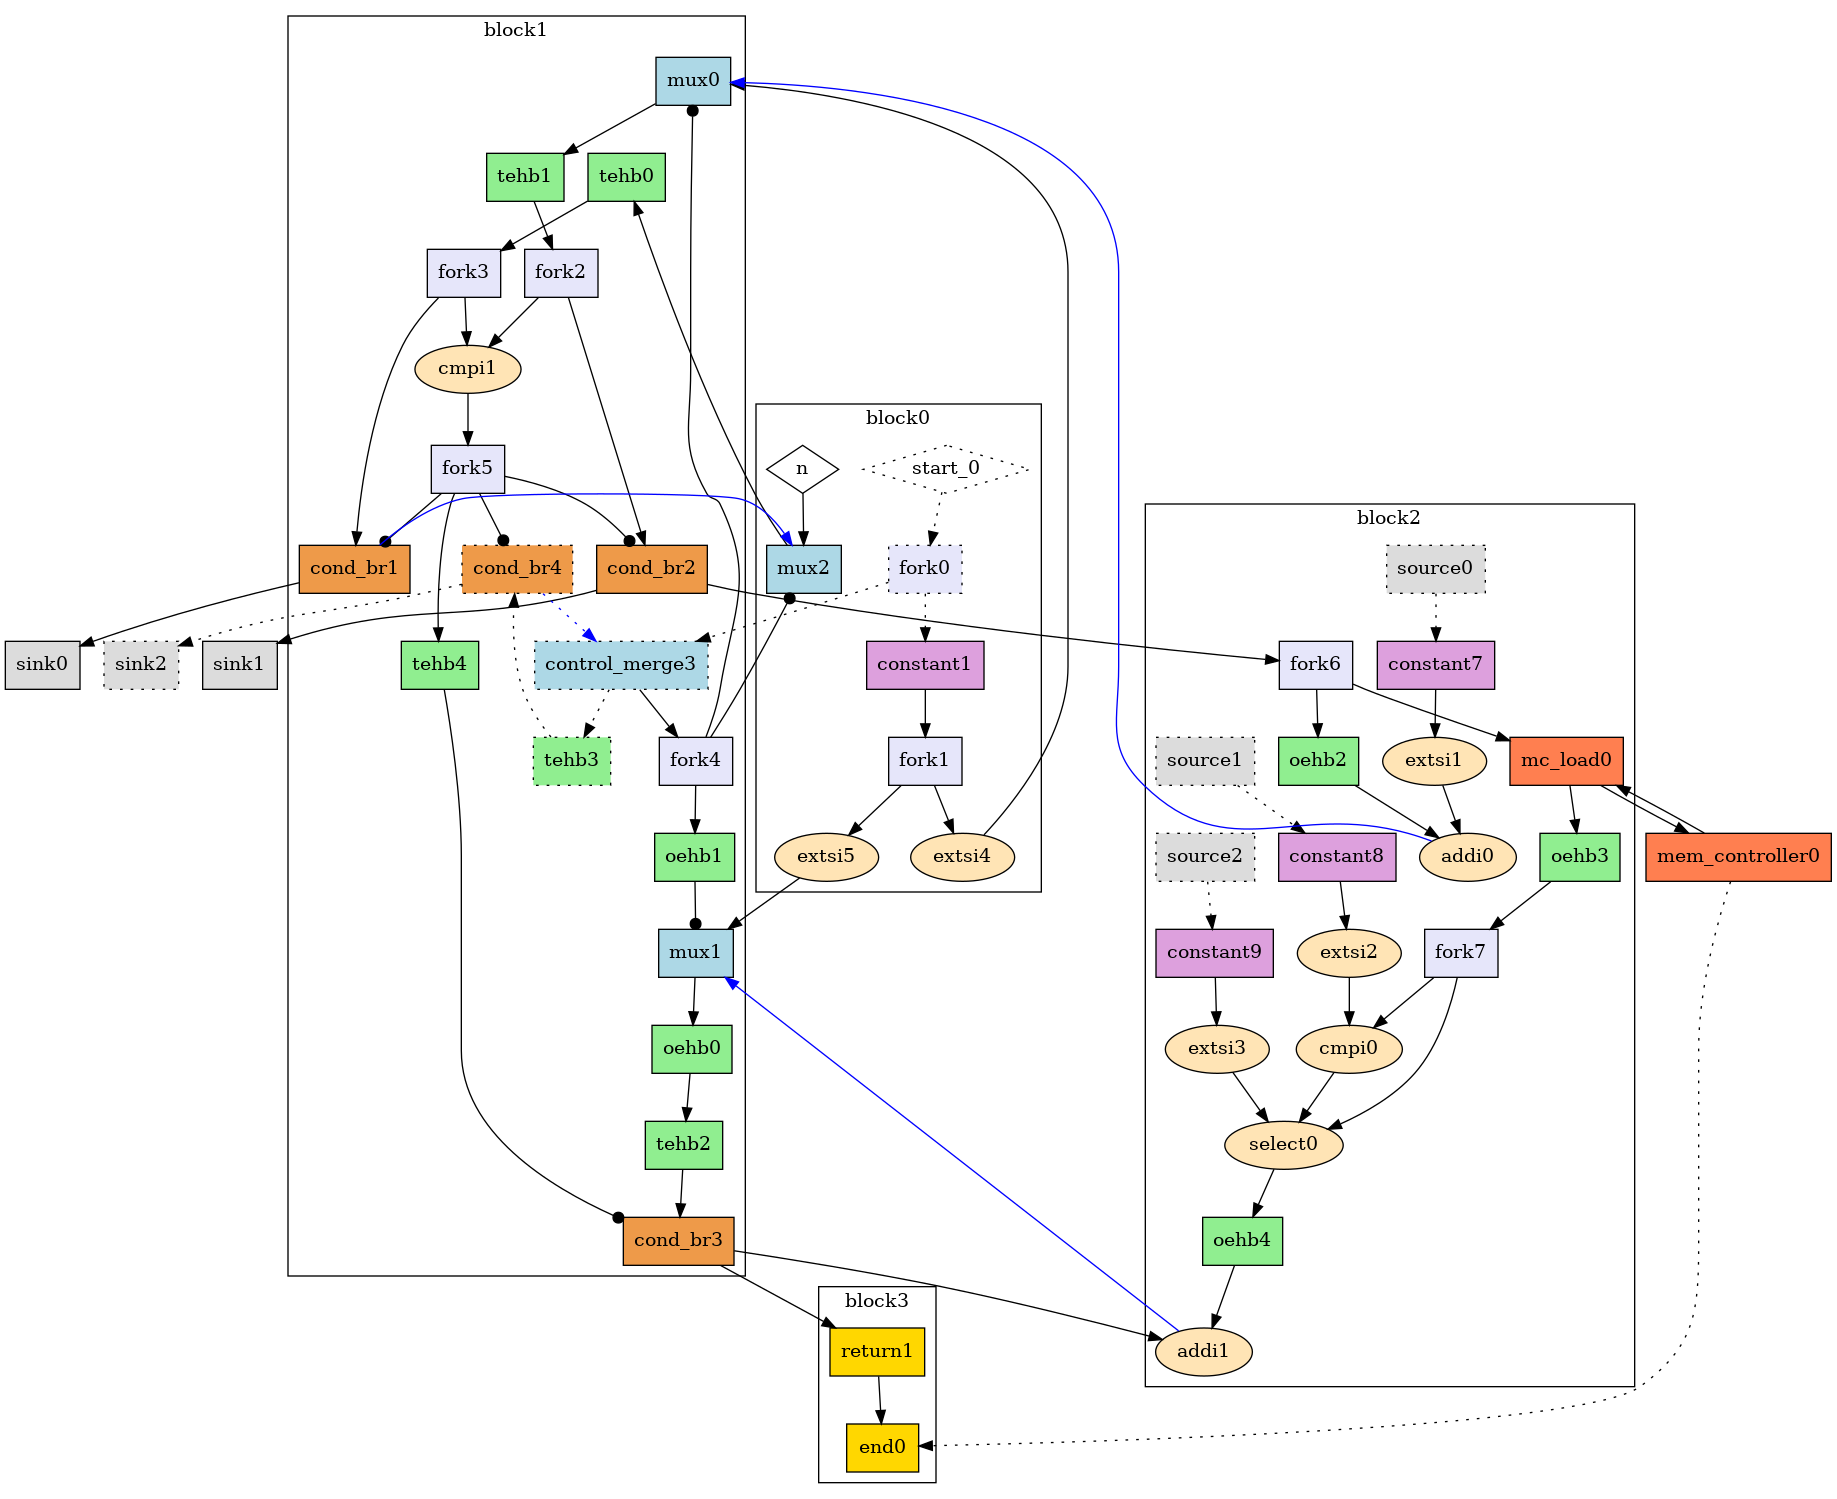 block1
mux0
tehb1
tehb0
fork3
fork2
cmpi1
block0
fork5
n
start_0
block2
cond_br1
cond_br4
cond_br2
mux2
fork0
source0
sink0
sink2
sink1
tehb4
control_merge3
constant1
fork6
constant7
tehb3
fork4
fork1
source1
oehb2
extsi1
mc_load0
oehb1
extsi5
extsi4
source2
constant8
addi0
oehb3
mem_controller0
mux1
constant9
extsi2
fork7
oehb0
extsi3
cmpi0
tehb2
select0
cond_br3
oehb4
block3
return1
addi1
end0